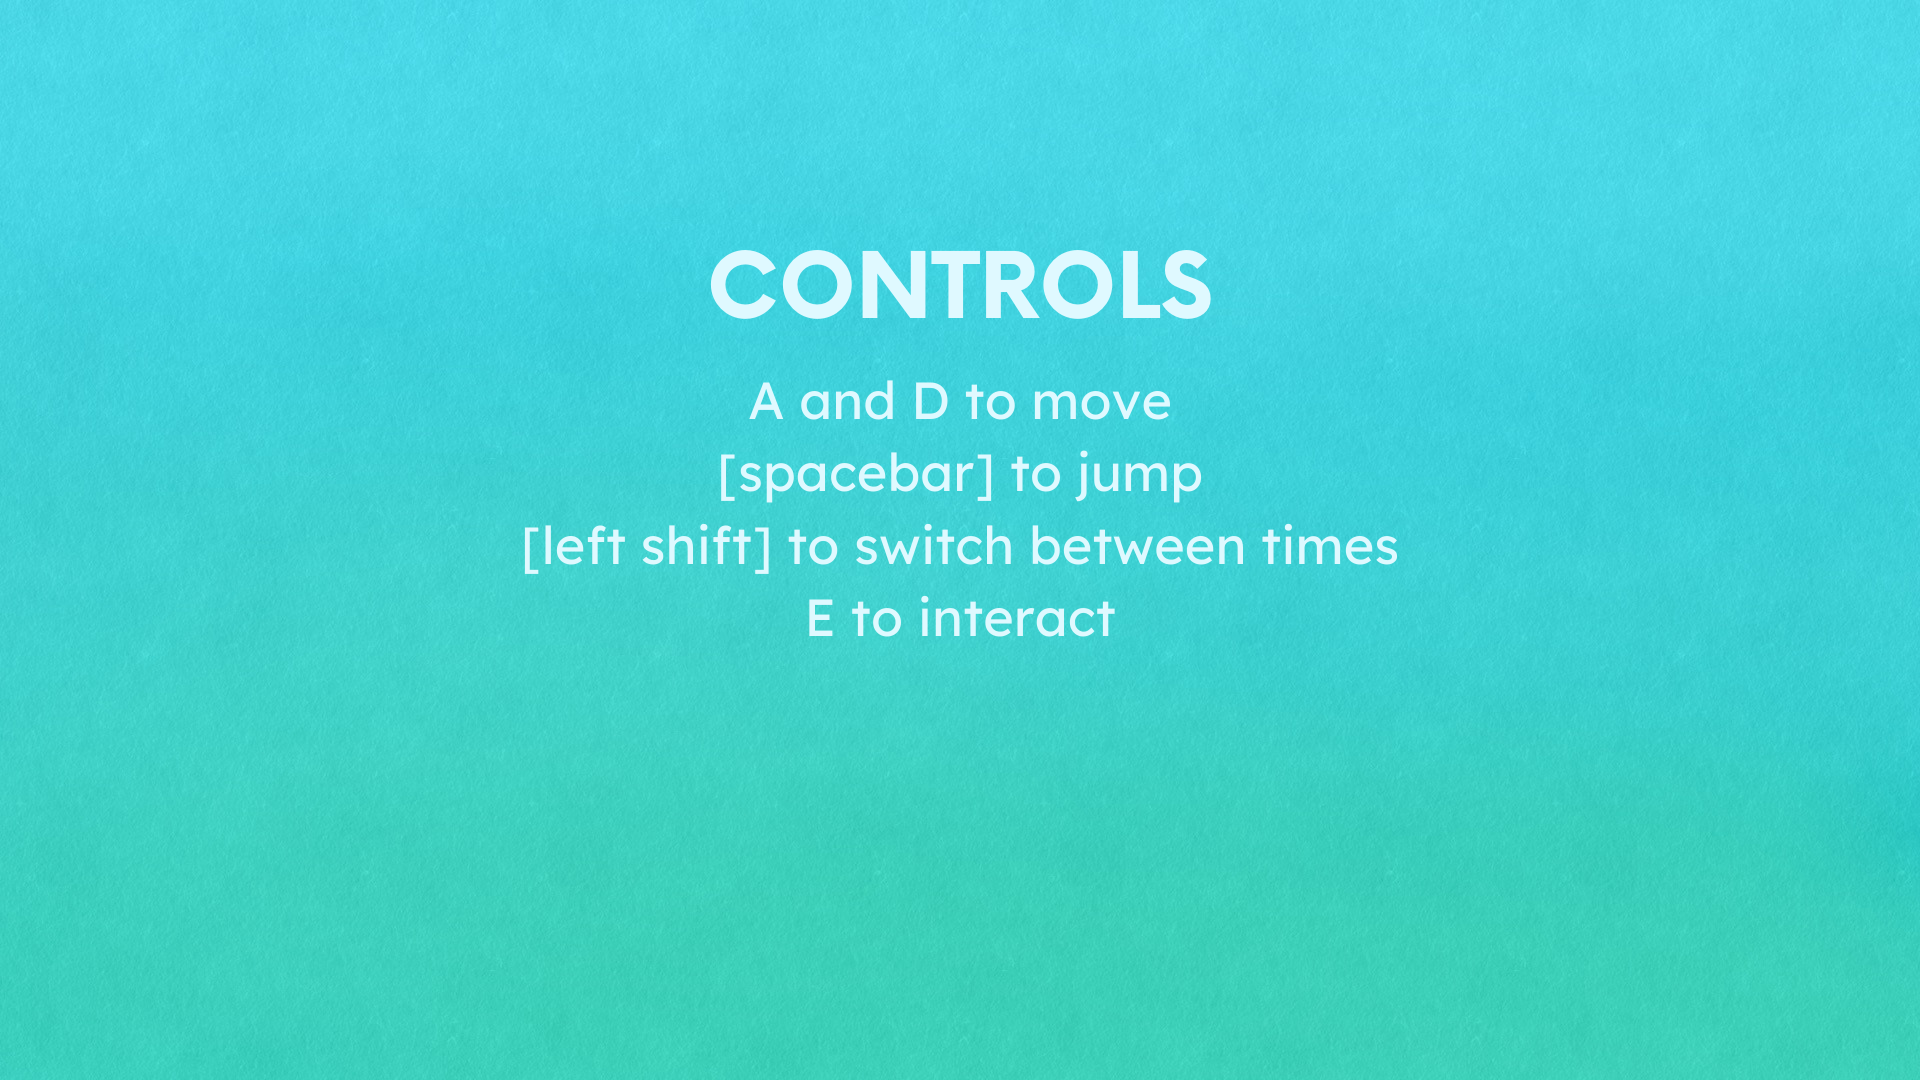 CONTROLS
A and D to move
[spacebar] to jump
[left shift] to switch between times
E to interact